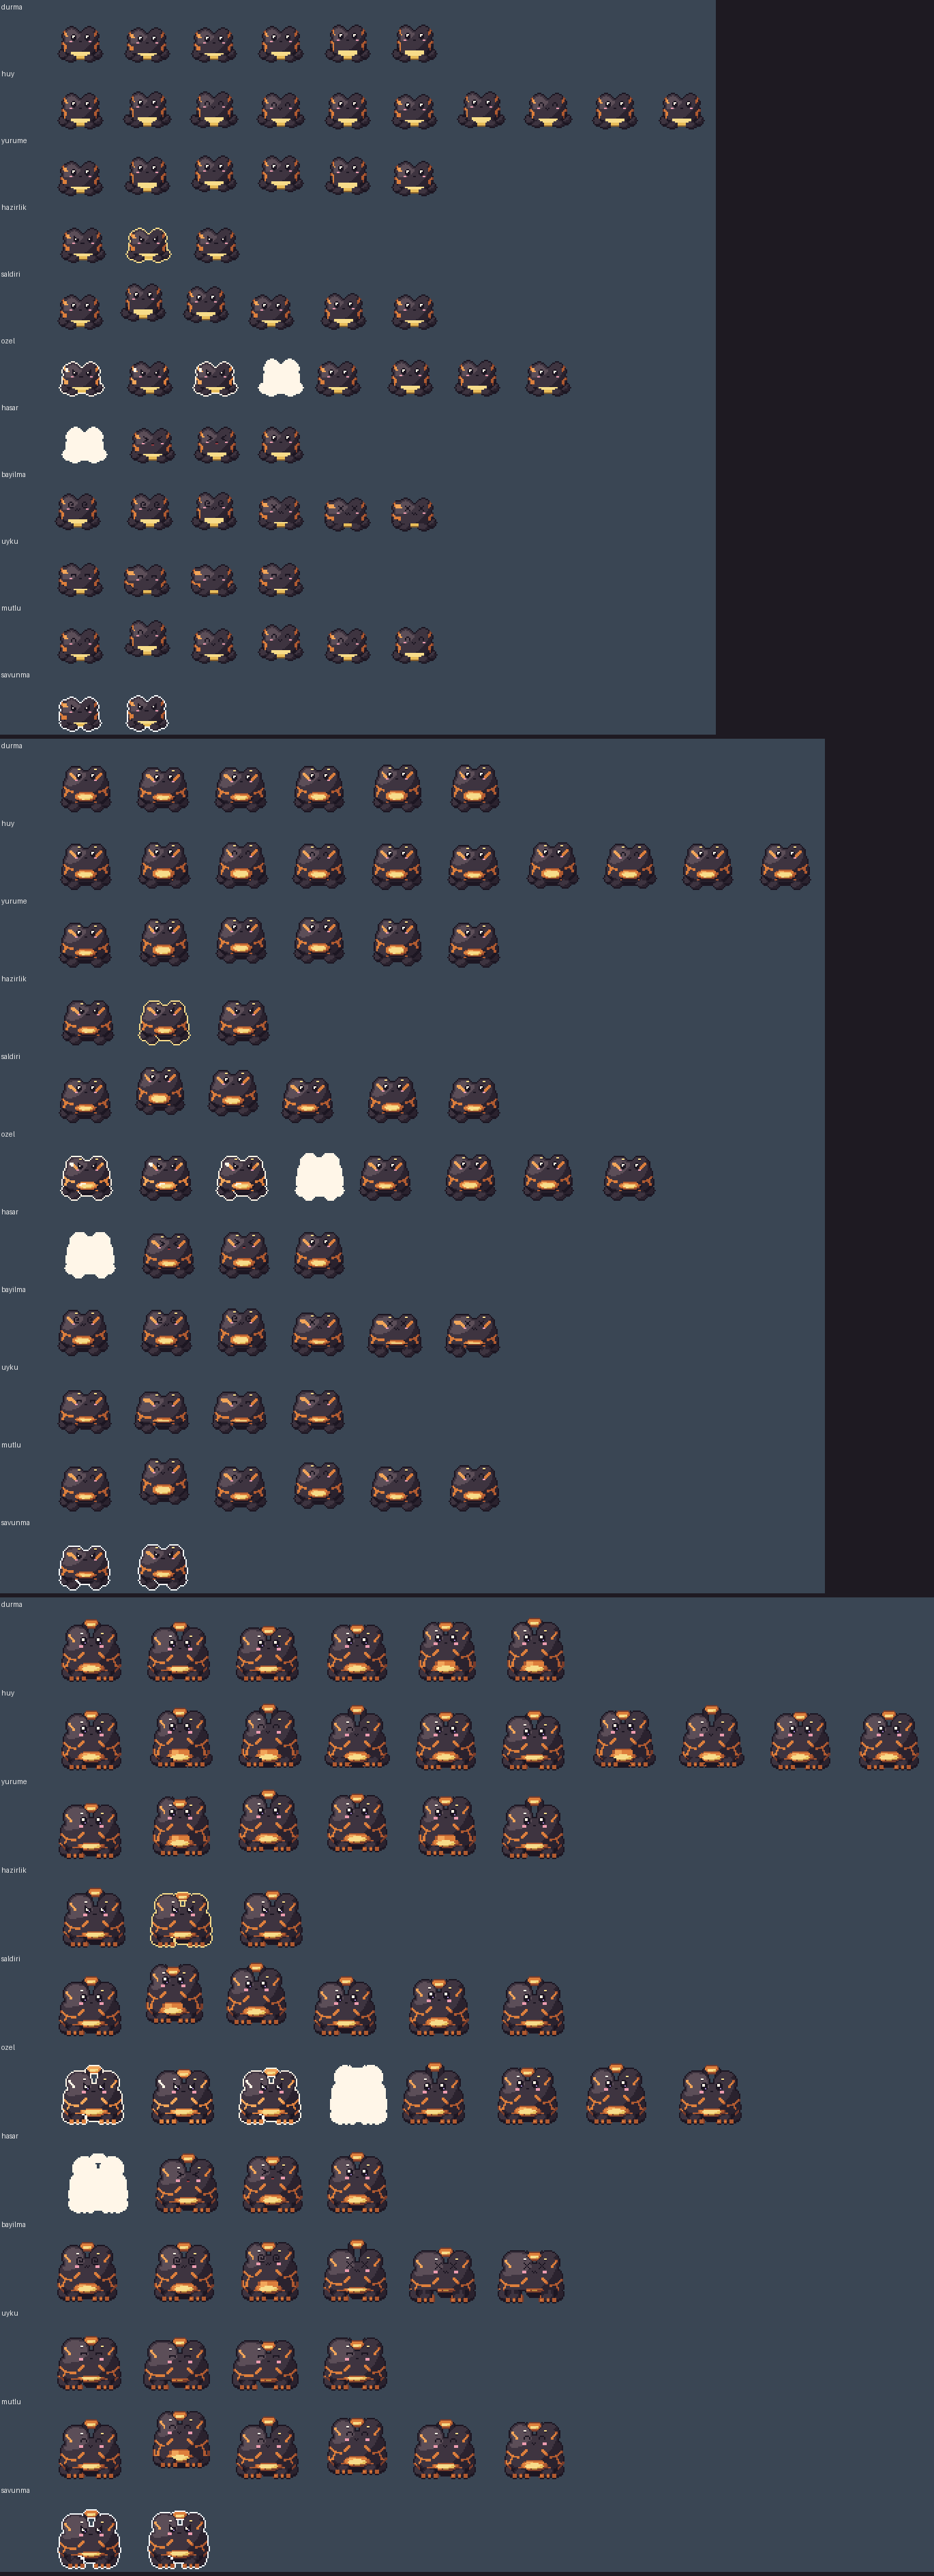 durma
huy
yurume
hazirlik
saldiri
ozel
hasar
bayilma
uyku
mutlu
savunma
durma
huy
yurume
hazirlik
saldiri
ozel
hasar
bayilma
uyku
mutlu
savunma
durma
huy
yurume
hazirlik
saldiri
ozel
hasar
bayilma
uyku
mutlu
savunma